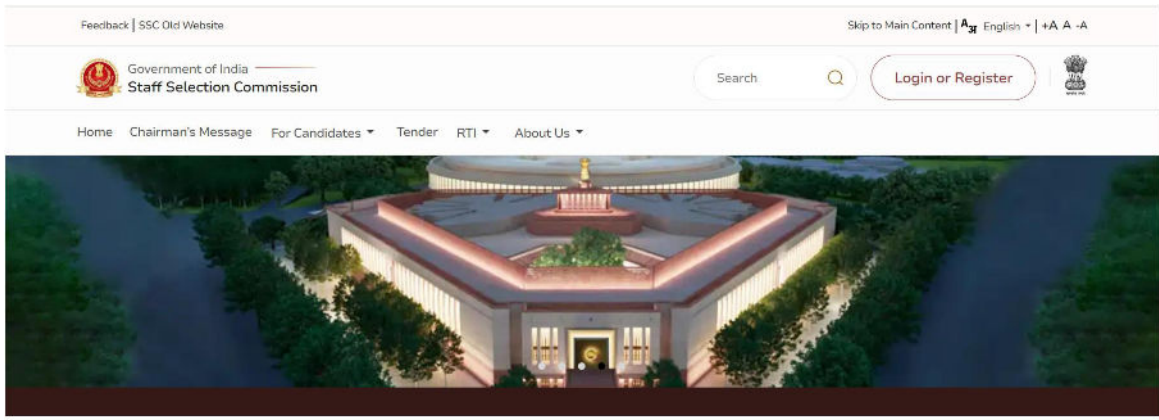 Feedback | SSC Old Website
Skip to Main Content | Aअ English | +A A -A
Government of India
Staff Selection Commission
Search
Login or Register
Home Chairman's Message For Candidates Tender RTI About Us